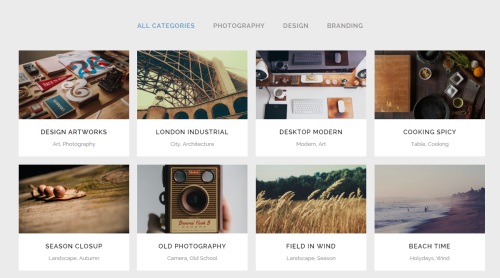 ALL CATEGORIES PHOTOGRAPHY DESIGN BRANDING
DESIGN ARTWORKS
Art, Photography
LONDON INDUSTRIAL
City, Architecture
DESKTOP MODERN
Modern, Art
COOKING SPICY
Table, Cooking
SEASON CLOSUP
Landscape, Autumn
OLD PHOTOGRAPHY
Camera, Old School
FIELD IN WIND
Landscape, Season
BEACH TIME
Holydays, Wind